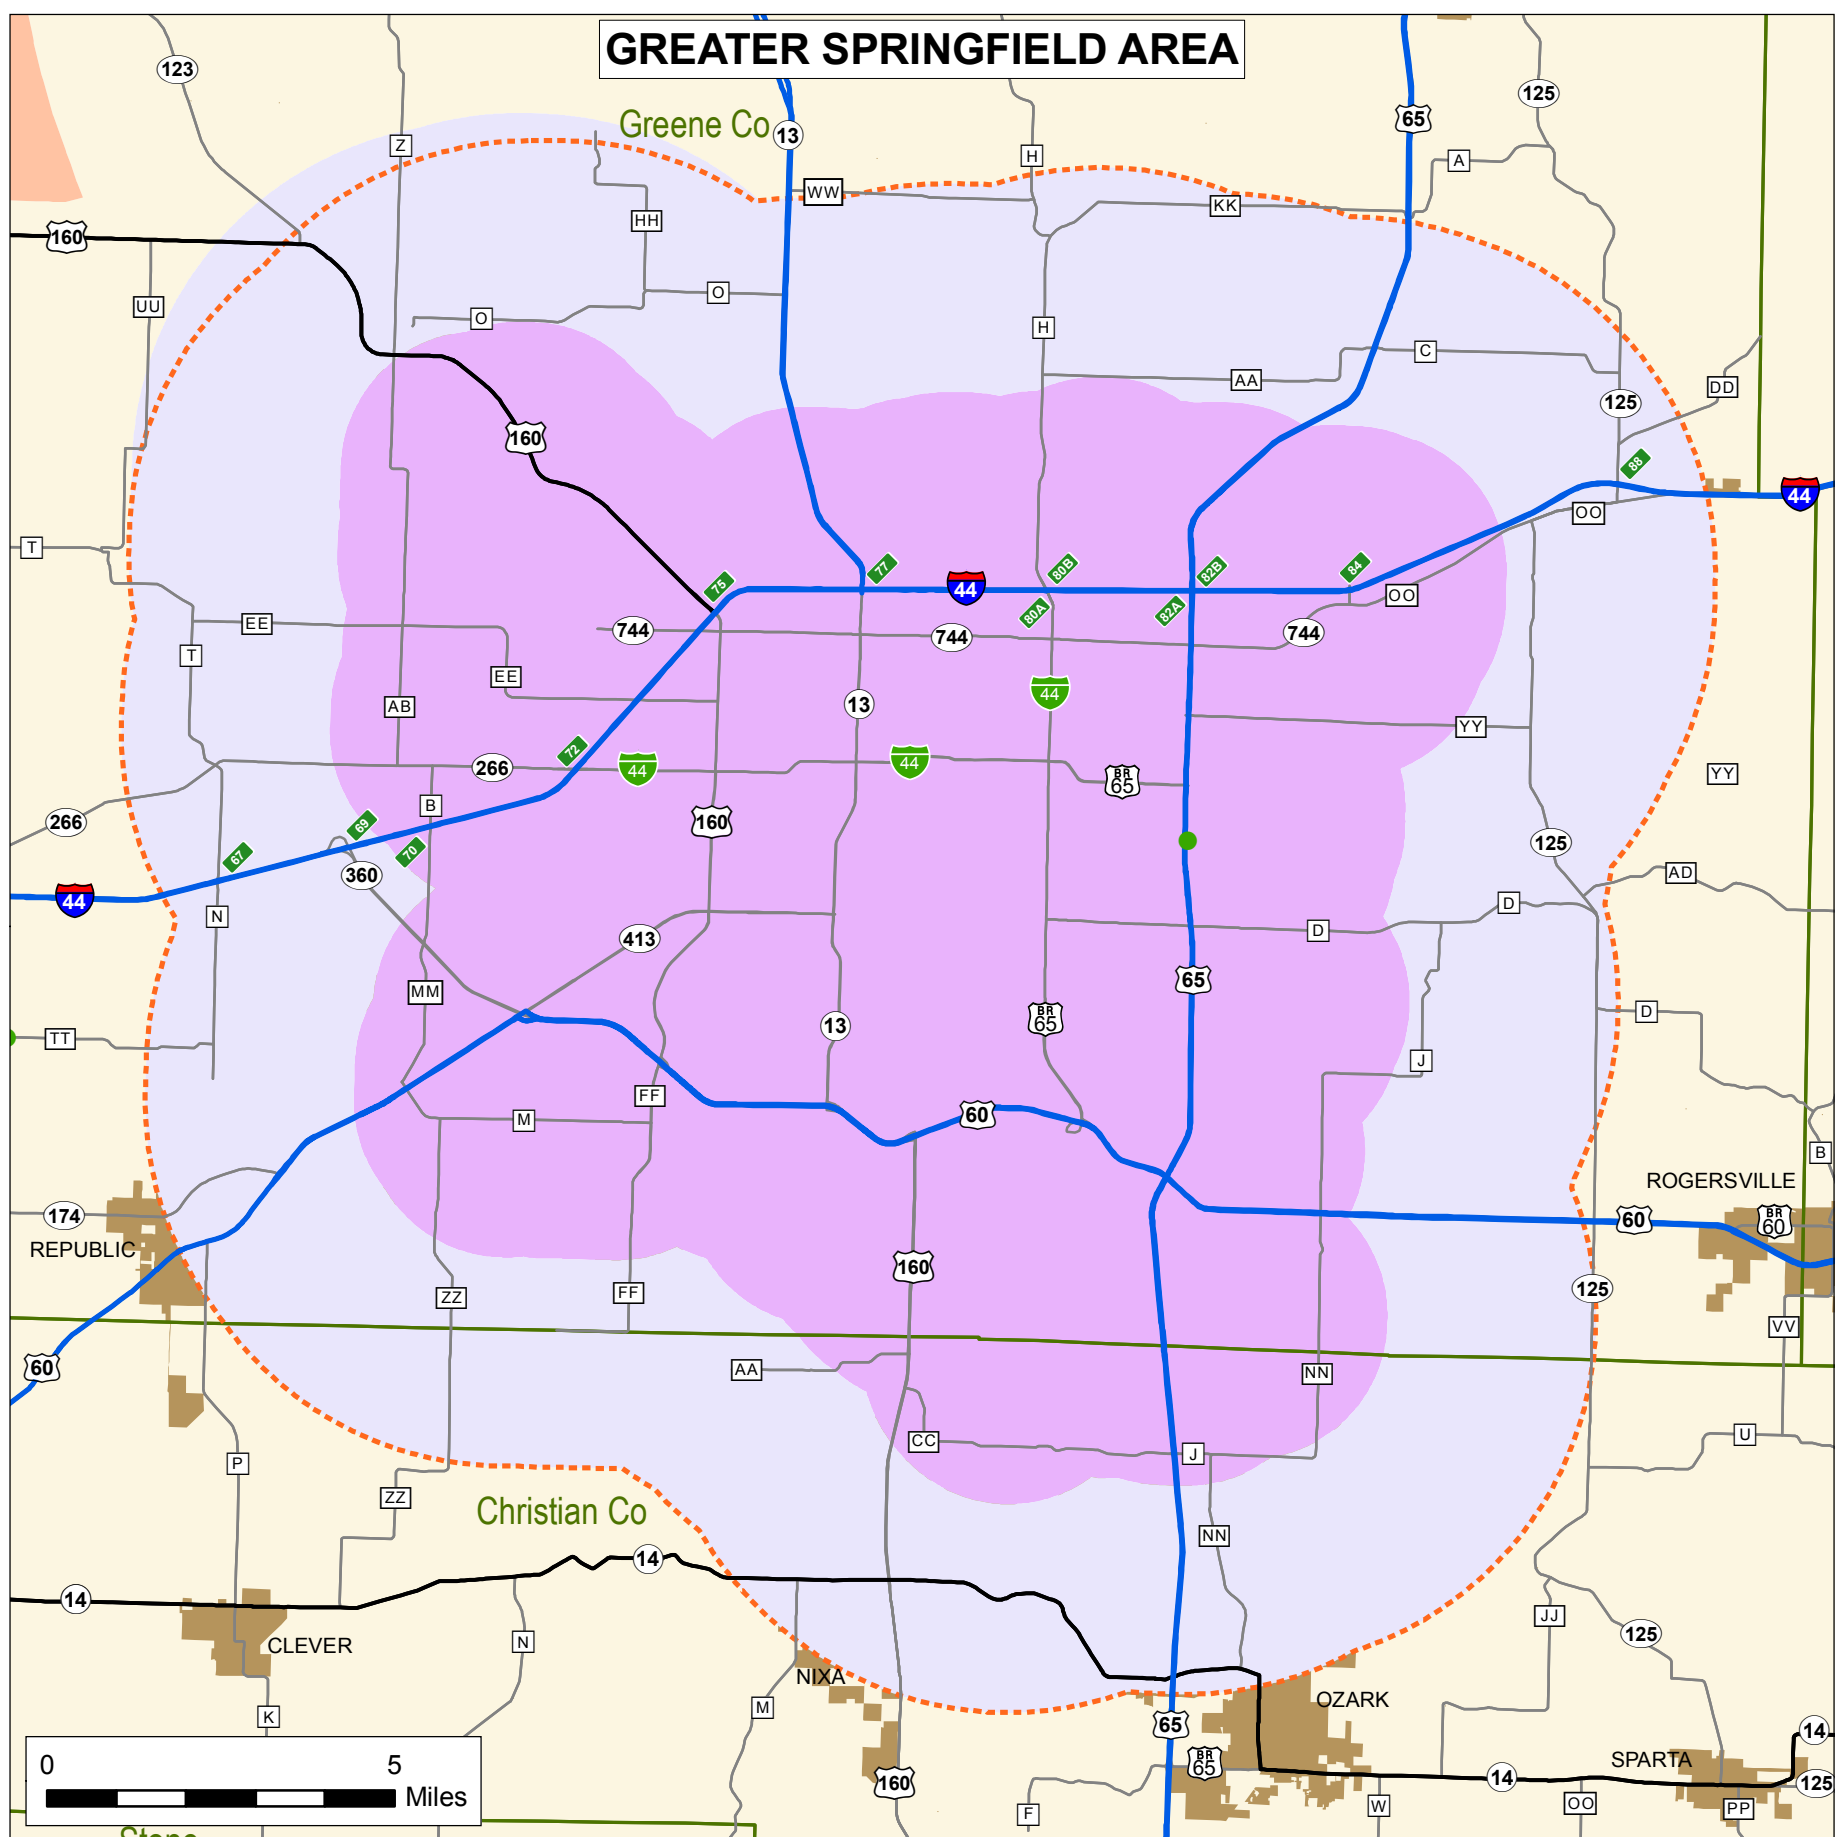 GREATER SPRINGFIELD AREA
123
125
65
Greene Co
13
Z
H
A
WW
KK
HH
160
O
UU
O
H
C
AA
DD
125
160
88
44
OO
T
75
77
44
80B
82B
84
OO
80A
82A
EE
744
744
744
T
EE
44
AB
13
YY
72
266
44
44
BR
65
YY
B
266
160
69
70
67
360
125
AD
44
N
413
D
D
65
MM
TT
13
BR
65
D
J
FF
M
60
B
ROGERSVILLE
174
REPUBLIC
60
BR
60
160
125
ZZ
FF
VV
60
AA
NN
P
CC
J
U
ZZ
Christian Co
NN
14
14
JJ
N
125
CLEVER
NIXA
K
M
OZARK
65
14
SPARTA
0 5
Miles
BR
65
160
14
125
F
W
OO
PP